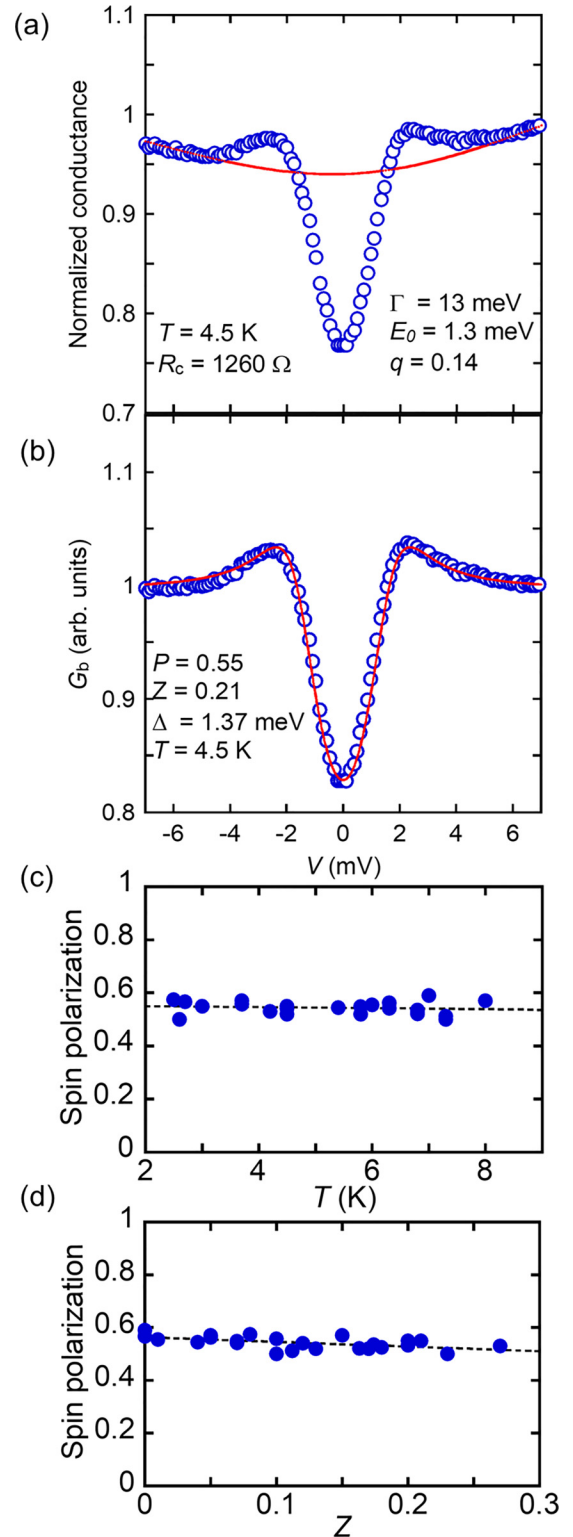 (a)
1.1
1
0.9
0.8
0.7
Normalized conductance
T = 4.5 K
R_c = 1260 Ω
Γ = 13 meV
E_0 = 1.3 meV
q = 0.14
(b)
1.1
1
0.9
0.8
G_b (arb. units)
P = 0.55
Z = 0.21
Δ = 1.37 meV
T = 4.5 K
-6 -4 -2 0 2 4 6
V (mV)
(c)
1
0.8
0.6
0.4
0.2
0
Spin polarization
2 4 6 8
T (K)
(d)
1
0.8
0.6
0.4
0.2
0
Spin polarization
0 0.1 0.2 0.3
Z